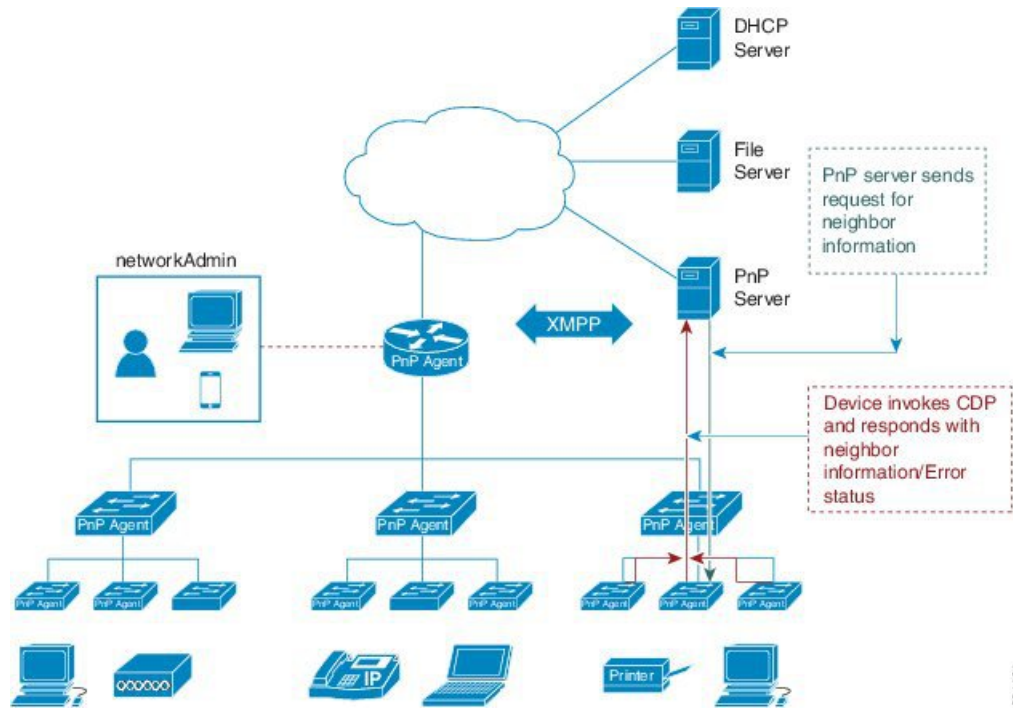 DHCP
Server
File
Server
PnP server sends
request for
neighbor
information
networkAdmin
PnP
Server
XMPP
PnP Agent
Device invokes CDP
and responds with
neighbor
information/Error
status
PnP Agent
PnP Agent
PnP Agent
PnP Agent
PnP Agent
PnP Agent
PnP Agent
PnP Agent
PnP Agent
PnP Agent
IP
Printer